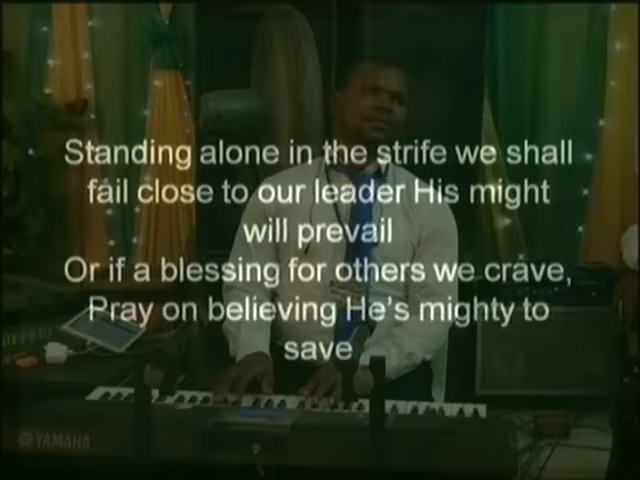 Standing alone in the strife we shall
fail close to our leader His might
will prevail
Or if a blessing for others we crave,
Pray on believing He's mighty to
save
YAMAHA